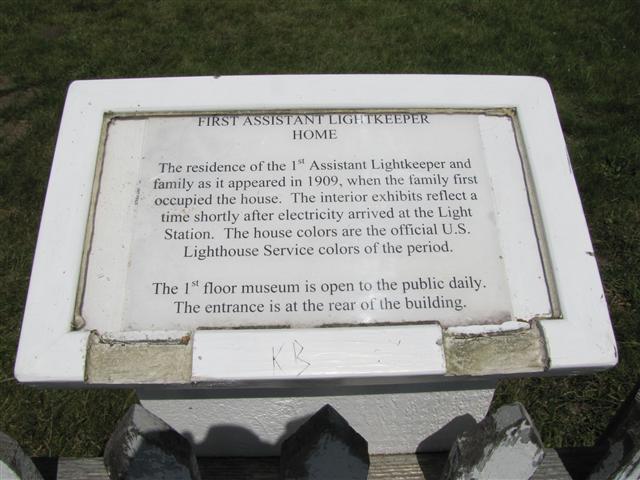 FIRST ASSISTANT LIGHTKEEPER
HOME
The residence of the 1st Assistant Lightkeeper and
family as it appeared in 1909, when the family first
occupied the house. The interior exhibits reflect a
time shortly after electricity arrived at the Light
Station. The house colors are the official U.S.
Lighthouse Service colors of the period.
The 1st floor museum is open to the public daily.
The entrance is at the rear of the building.
KB